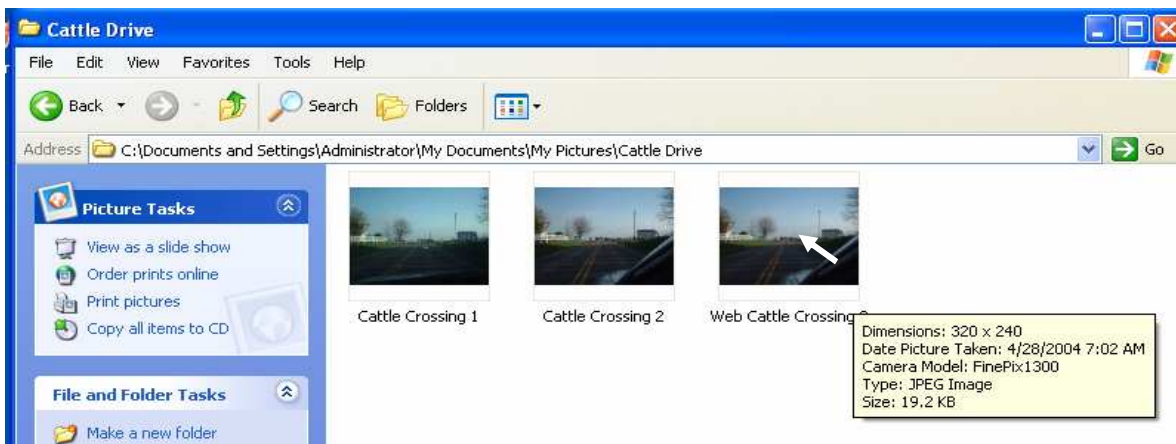 Cattle Drive
File Edit View Favorites Tools Help
Back Search Folders
Address C:\Documents and Settings\Administrator\My Documents\My Pictures\Cattle Drive Go
Picture Tasks
View as a slide show
Order prints online
Print pictures
Copy all items to CD
File and Folder Tasks
Make a new folder
Cattle Crossing 1 Cattle Crossing 2 Web Cattle Crossing
Dimensions: 320 x 240
Date Picture Taken: 4/28/2004 7:02 AM
Camera Model: FinePix1300
Type: JPEG Image
Size: 19.2 KB